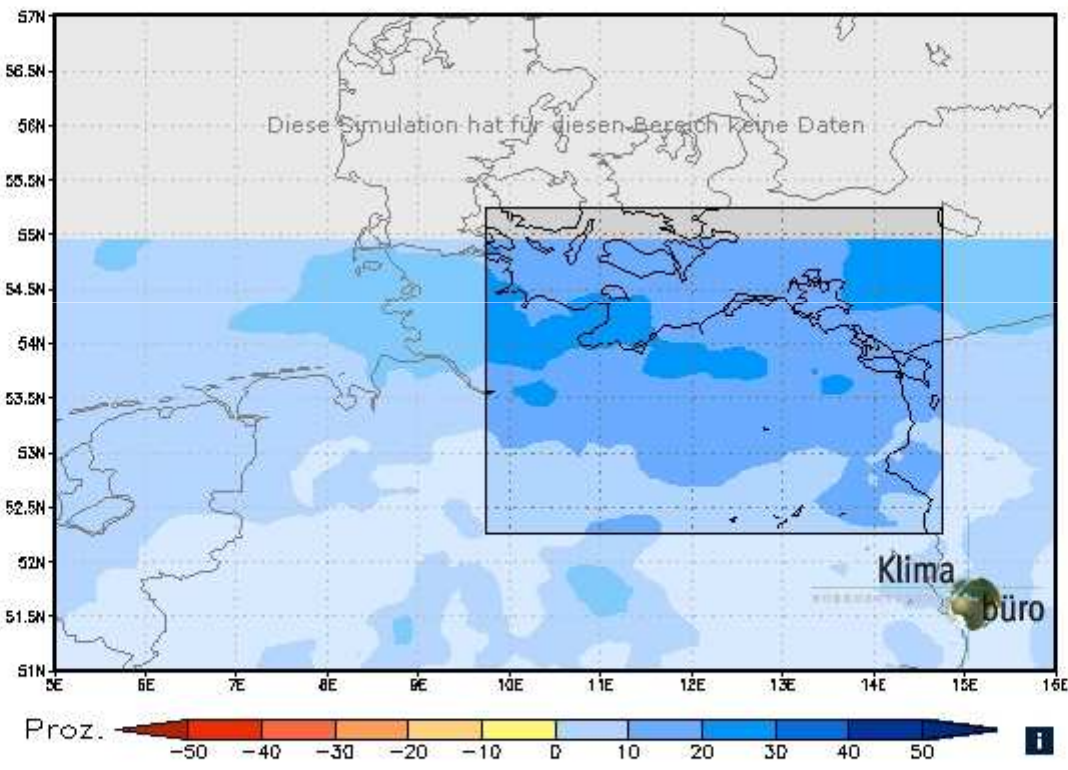 57N
56.5N
56N
Diese Simulation hat für diesen Bereich keine Daten
55.5N
55N
54.5N
54N
53.5N
53N
52.5N
52N
Klima
51.5N
büro
51N
5E 6E 7E 8E 9E 10E 11E 12E 13E 14E 15E 16E
Proz.
-50 -40 -30 -20 -10 0 10 20 30 40 50
i